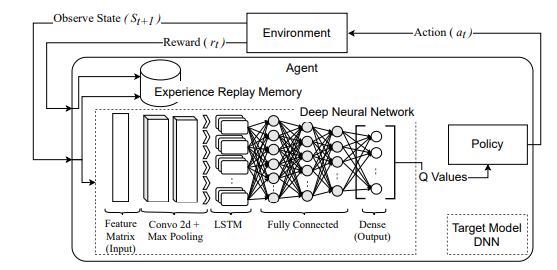 Observe State (S_{t+1})
Environment
Action (a_t)
Reward (r_t)
Agent
Experience Replay Memory
Deep Neural Network
Policy
Q Values
Feature
Matrix
(Input)
Convo 2d +
Max Pooling
LSTM
Fully Connected
Dense
(Output)
Target Model
DNN